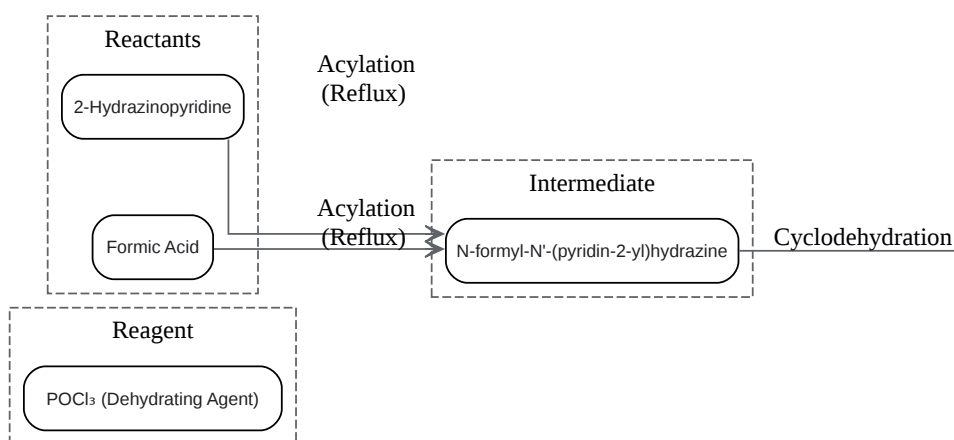 Reactants
2-Hydrazinopyridine
Acylation
(Reflux)
Formic Acid
Acylation
(Reflux)
Intermediate
N-formyl-N'-(pyridin-2-yl)hydrazine
Cyclodehydration
Reagent
POCl₃ (Dehydrating Agent)